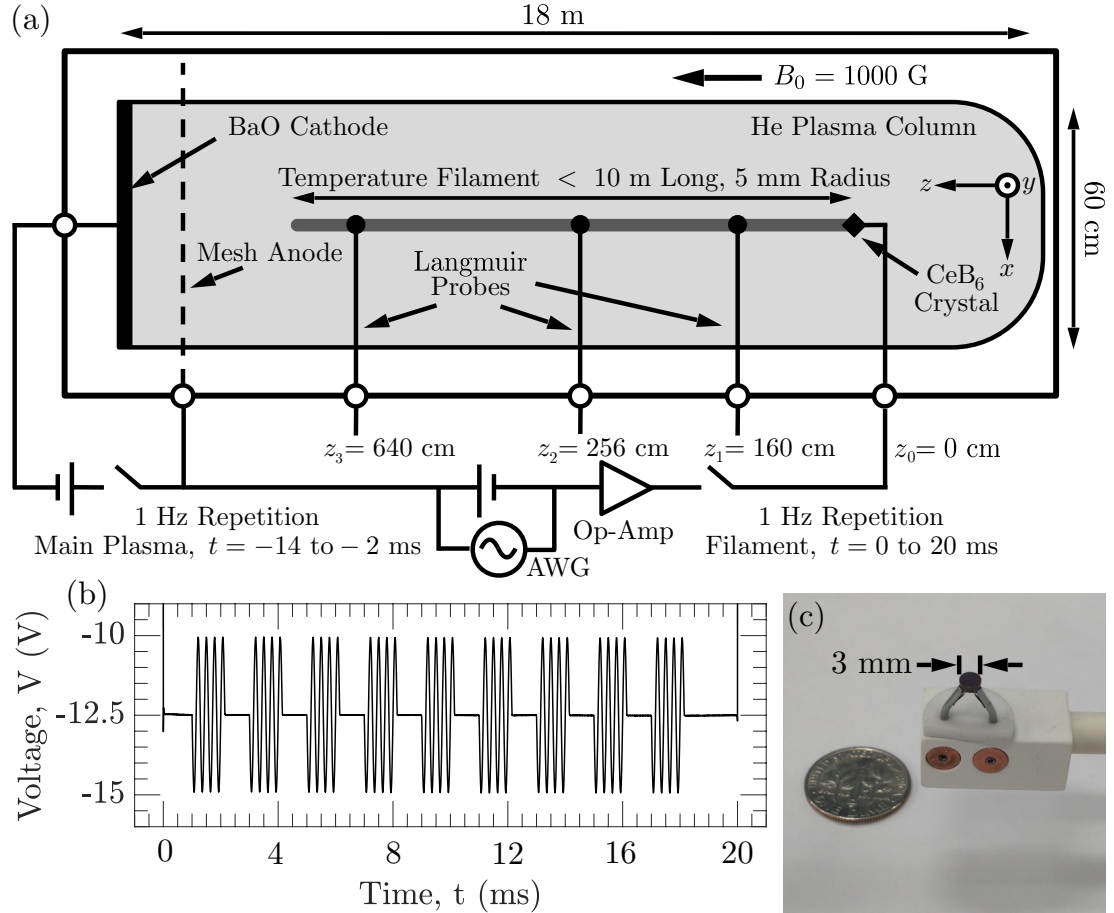 (a)
18 m
B₀ = 1000 G
BaO Cathode
He Plasma Column
Temperature Filament < 10 m Long, 5 mm Radius
z
y
x
60 cm
Mesh Anode
Langmuir
Probes
CeB₆
Crystal
z₃= 640 cm
z₂= 256 cm
z₁= 160 cm
z₀= 0 cm
1 Hz Repetition
Main Plasma, t = −14 to − 2 ms
Op-Amp
AWG
1 Hz Repetition
Filament, t = 0 to 20 ms
(b)
Voltage, V (V)
-10
-12.5
-15
0
4
8
12
16
20
Time, t (ms)
(c)
3 mm